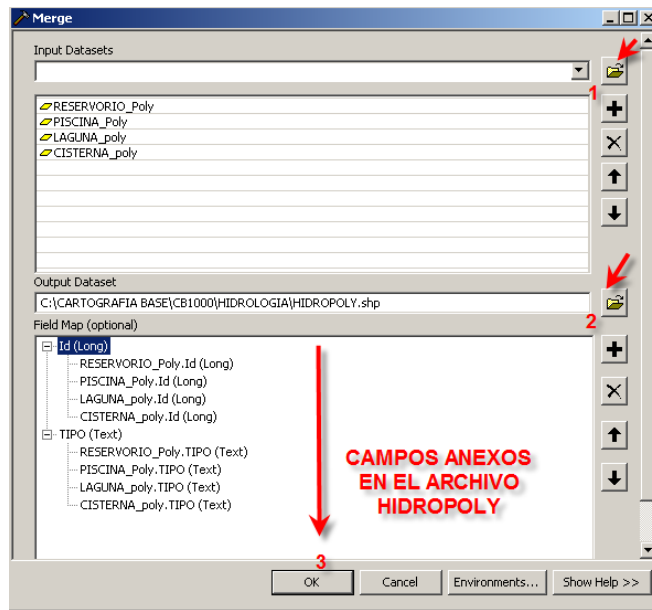 Merge
Input Datasets
1
RESERVORIO_Poly
PISCINA_Poly
LAGUNA_poly
CISTERNA_poly
Output Dataset
C:\CARTOGRAFIA BASE\CB1000\HIDROLOGIA\HIDROPOLY.shp
2
Field Map (optional)
Id (Long)
RESERVORIO_Poly.Id (Long)
PISCINA_Poly.Id (Long)
LAGUNA_poly.Id (Long)
CISTERNA_poly.Id (Long)
TIPO (Text)
RESERVORIO_Poly.TIPO (Text)
PISCINA_Poly.TIPO (Text)
LAGUNA_poly.TIPO (Text)
CISTERNA_poly.TIPO (Text)
CAMPOS ANEXOS
EN EL ARCHIVO
HIDROPOLY
3
OK Cancel Environments... Show Help >>